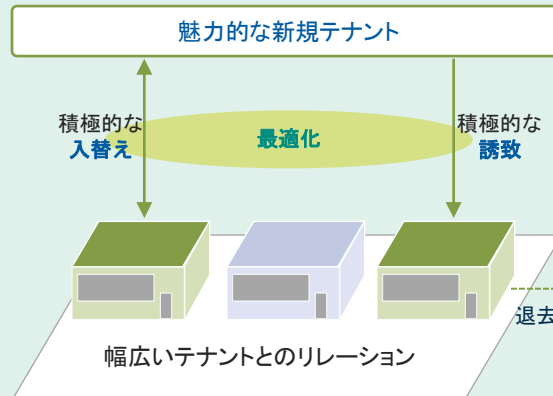 魅力的な新規テナント
積極的な
入替え
最適化
積極的な
誘致
退去
幅広いテナントとのリレーション